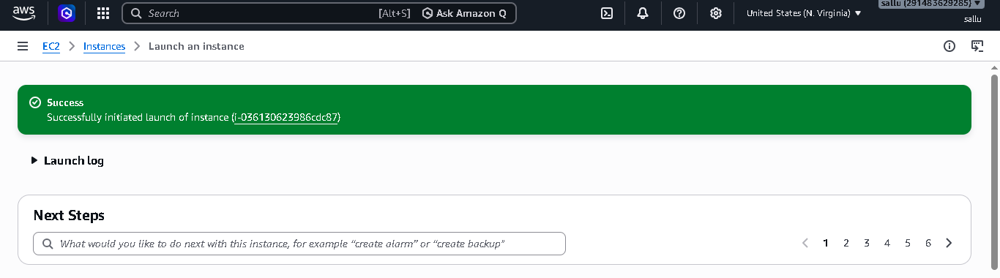 aws
Search [Alt+S] Ask Amazon Q
United States (N. Virginia) ▼
sallu (291483629285) ▼
sallu
EC2 > Instances > Launch an instance
Success
Successfully initiated launch of instance (i-036130623986cdc87)
Launch log
Next Steps
What would you like to do next with this instance, for example “create alarm” or “create backup”
1 2 3 4 5 6